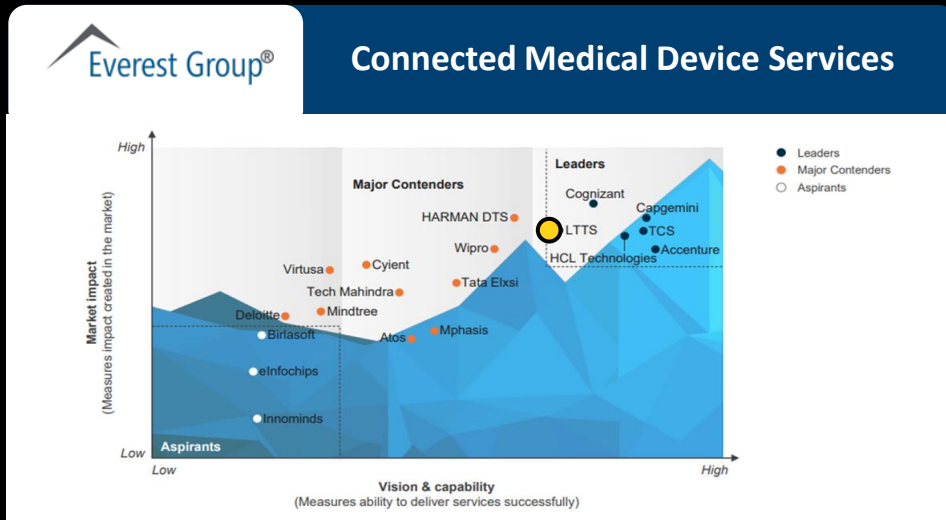 Everest Group®
Connected Medical Device Services
High
Leaders
Leaders
Major Contenders
Major Contenders
Aspirants
Cognizant
Capgemini
HARMAN DTS
LTTS
TCS
Wipro
HCL Technologies
Accenture
Virtusa
Cyient
Tata Elxsi
Tech Mahindra
Mindtree
Deloitte
Birlasoft
Atos
Mphasis
eInfochips
Innominds
Aspirants
Market impact
(Measures impact created in the market)
Low
Low
High
Vision & capability
(Measures ability to deliver services successfully)